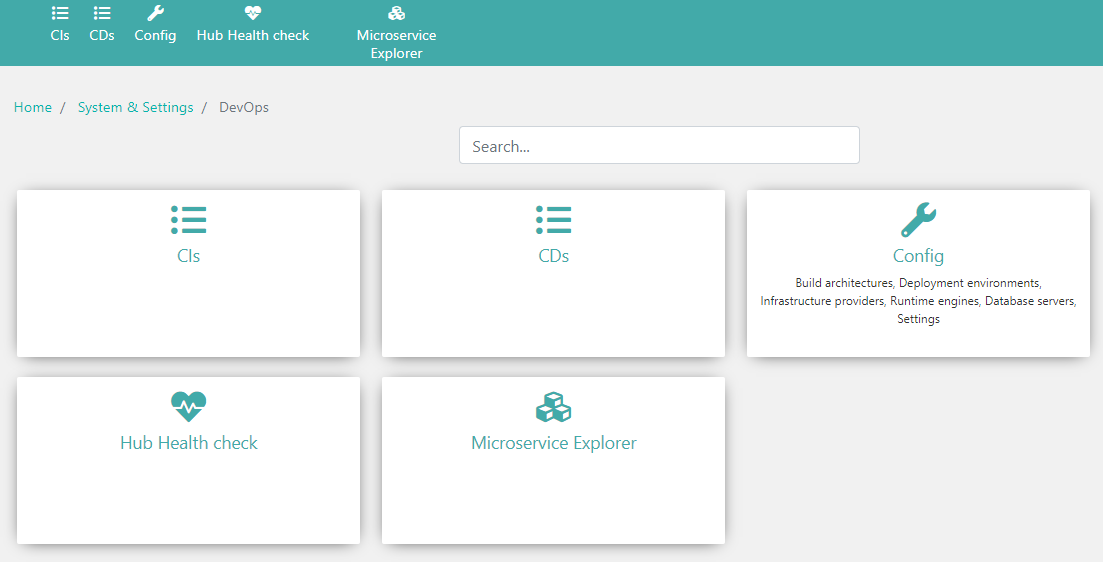 CIs CDs Config Hub Health check Microservice
Explorer
Home / System & Settings / DevOps
Search...
CIs
CDs
Config
Build architectures, Deployment environments,
Infrastructure providers, Runtime engines, Database servers,
Settings
Hub Health check
Microservice Explorer